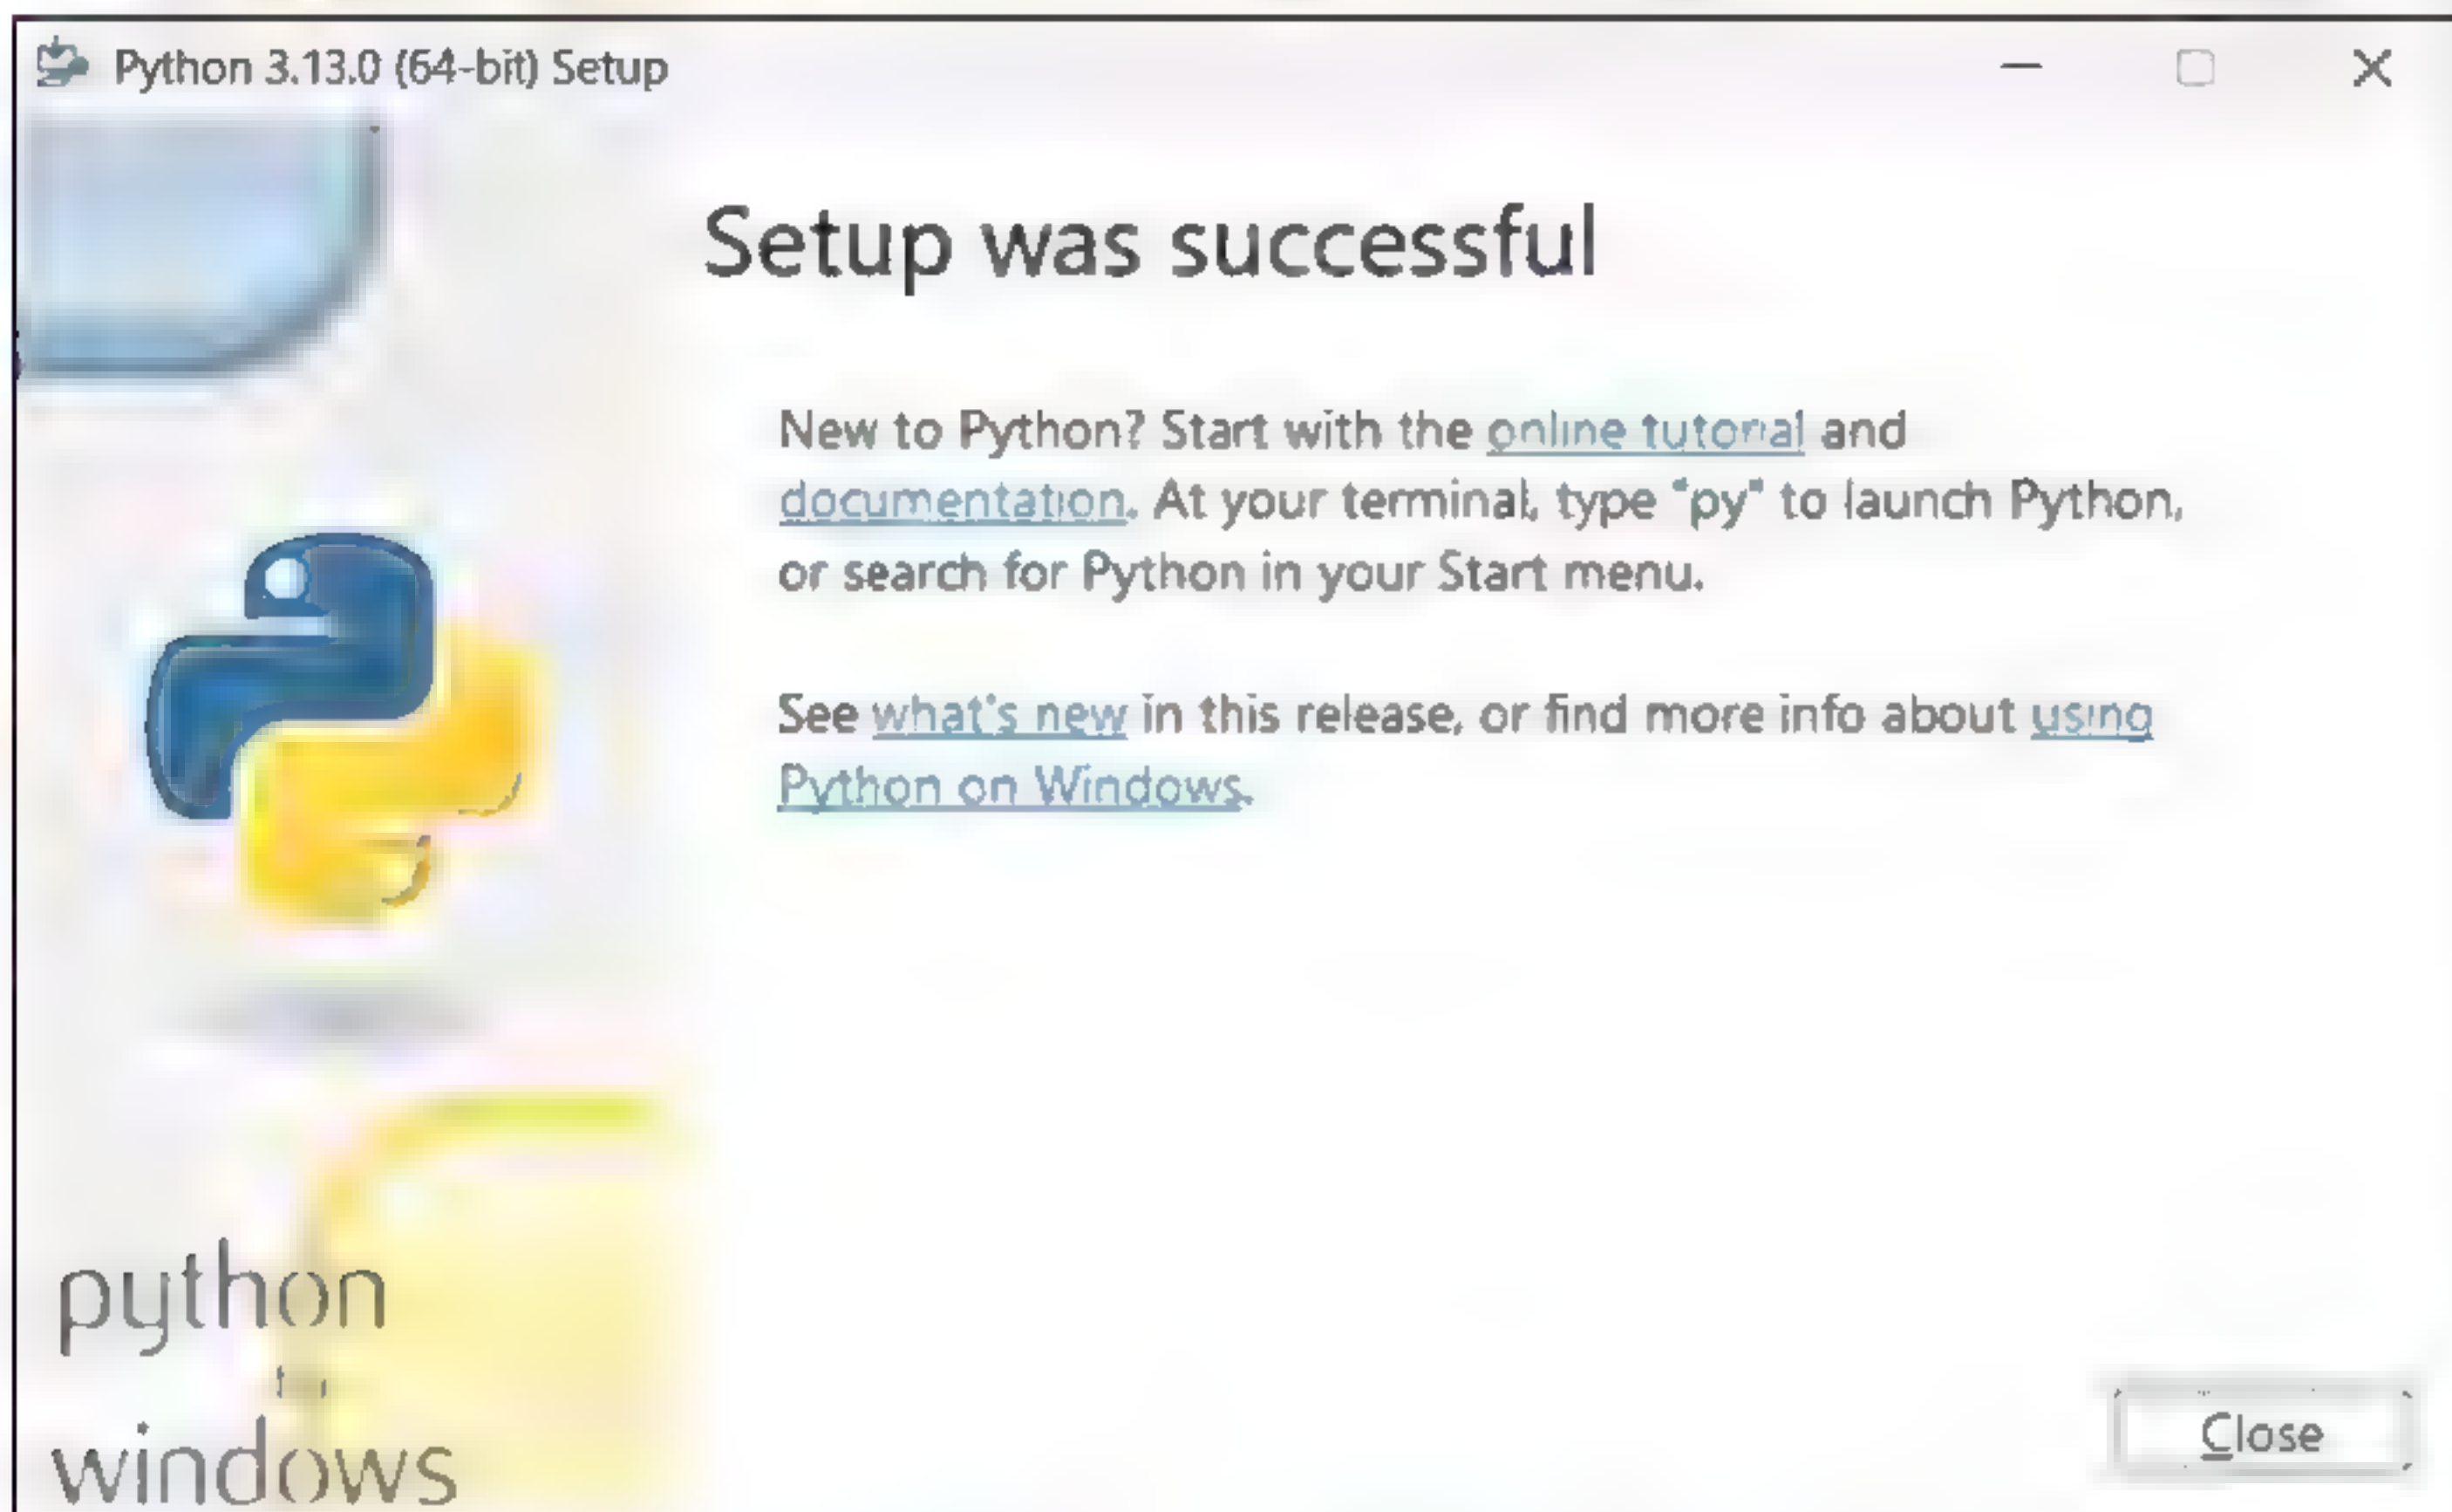 Python 3.13.0 (64-bit) Setup
Setup was successful
New to Python? Start with the online tutorial and
documentation. At your terminal, type "py" to launch Python,
or search for Python in your Start menu.
See what's new in this release, or find more info about using
Python on Windows.
python
windows
Close